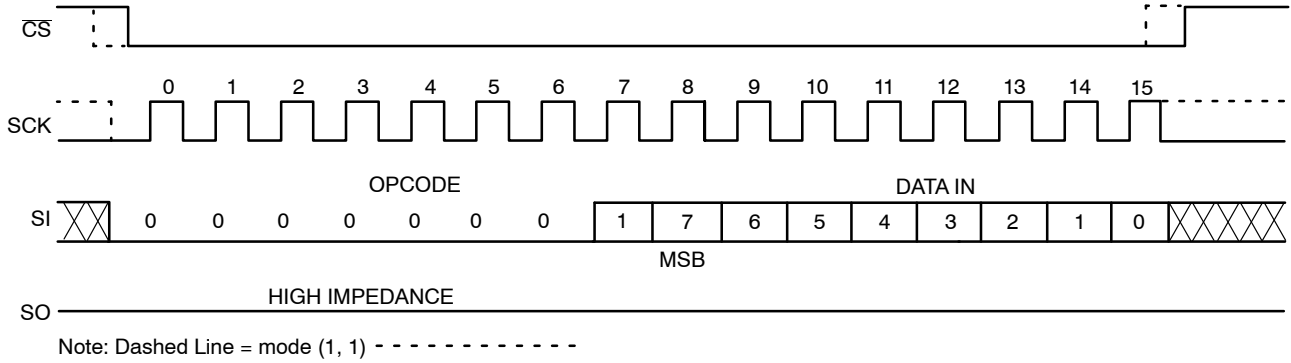 CS
0 1 2 3 4 5 6 7 8 9 10 11 12 13 14 15
SCK
OPCODE DATA IN
SI 0 0 0 0 0 0 0 1 7 6 5 4 3 2 1 0
MSB
HIGH IMPEDANCE
SO
Note: Dashed Line = mode (1, 1)